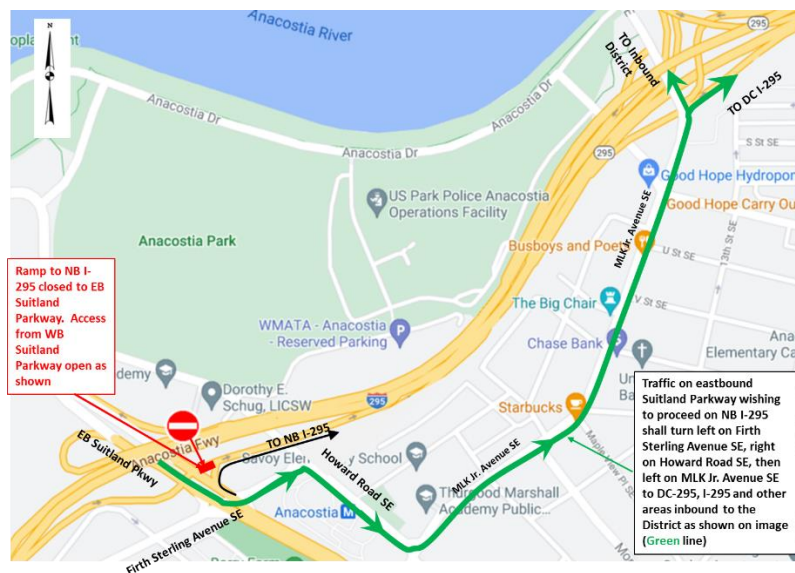 N
Anacostia River
Anacostia Dr
Anacostia Dr
Anacostia Dr
TO Inbound
District
TO DC I-295
295
295
S St SE
Good Hope Hydropon
Good Hope Carry Out
US Park Police Anacostia
Operations Facility
Anacostia Park
MLK Jr. Avenue SE
13th St SE
Busboys and Poets
U St SE
The Big Chair
V St SE
Ramp to NB I-
295 closed to EB
Suitland
Parkway. Access
from WB
Suitland
Parkway open as
shown
WMATA - Anacostia
- Reserved Parking
P
Chase Bank
Elementary
Dorothy E.
Schug, LICSW
295
Starbucks
Traffic on eastbound
Suitland Parkway wishing
to proceed on NB I-295
shall turn left on Firth
Sterling Avenue SE, right
on Howard Road SE, then
left on MLK Jr. Avenue SE
to DC-295, I-295 and other
areas inbound to the
District as shown on image
(Green line)
Anacostia Fwy
TO NB I-295
EB Suitland Pkwy
Savoy Ele
y School
Howard Road SE
MLK Jr. Avenue SE
Maple View Pl SE
Thurgood Marshall
Academy Public...
Anacostia M
Firth Sterling Avenue SE